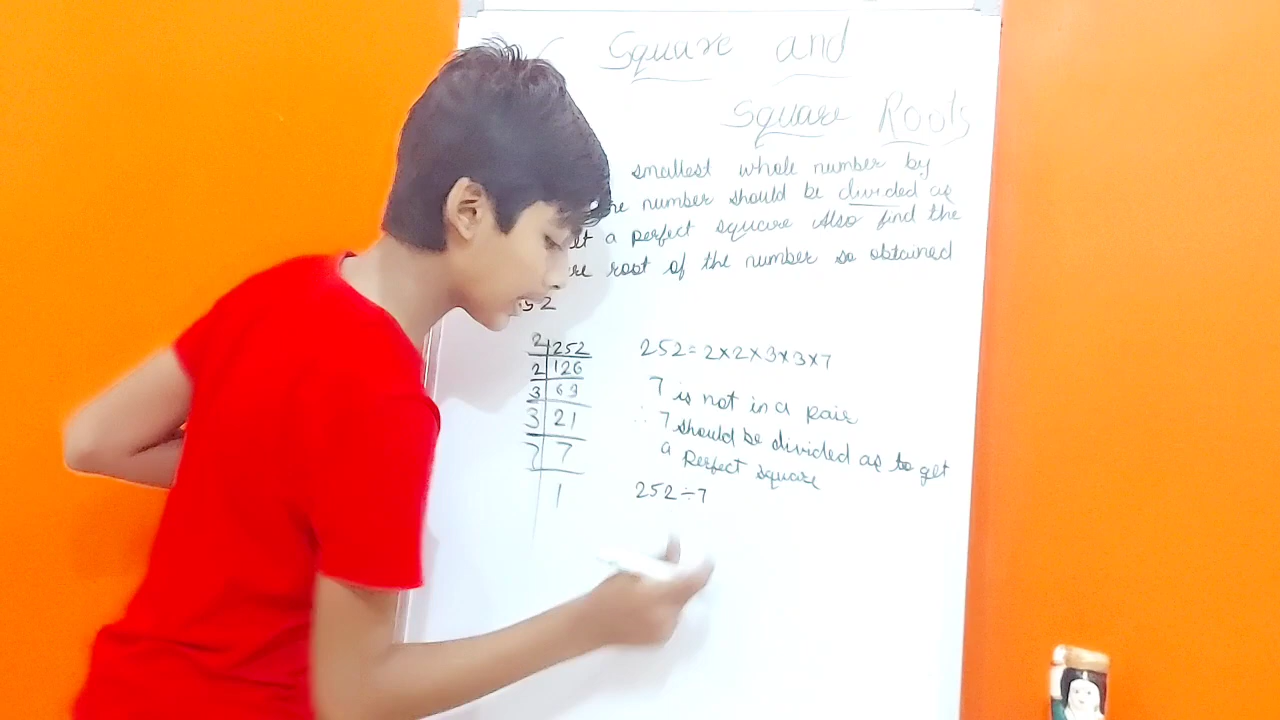 Square and
Square Roots
smallest whole number by
number should be divided as
a perfect square Also find the
root of the number so obtained
2 252
2 126
3 63
3 21
7 7
1
252=2×2×3×3×7
7 is not in a pair
∴ 7 should be divided as to get
a Perfect square
252÷7